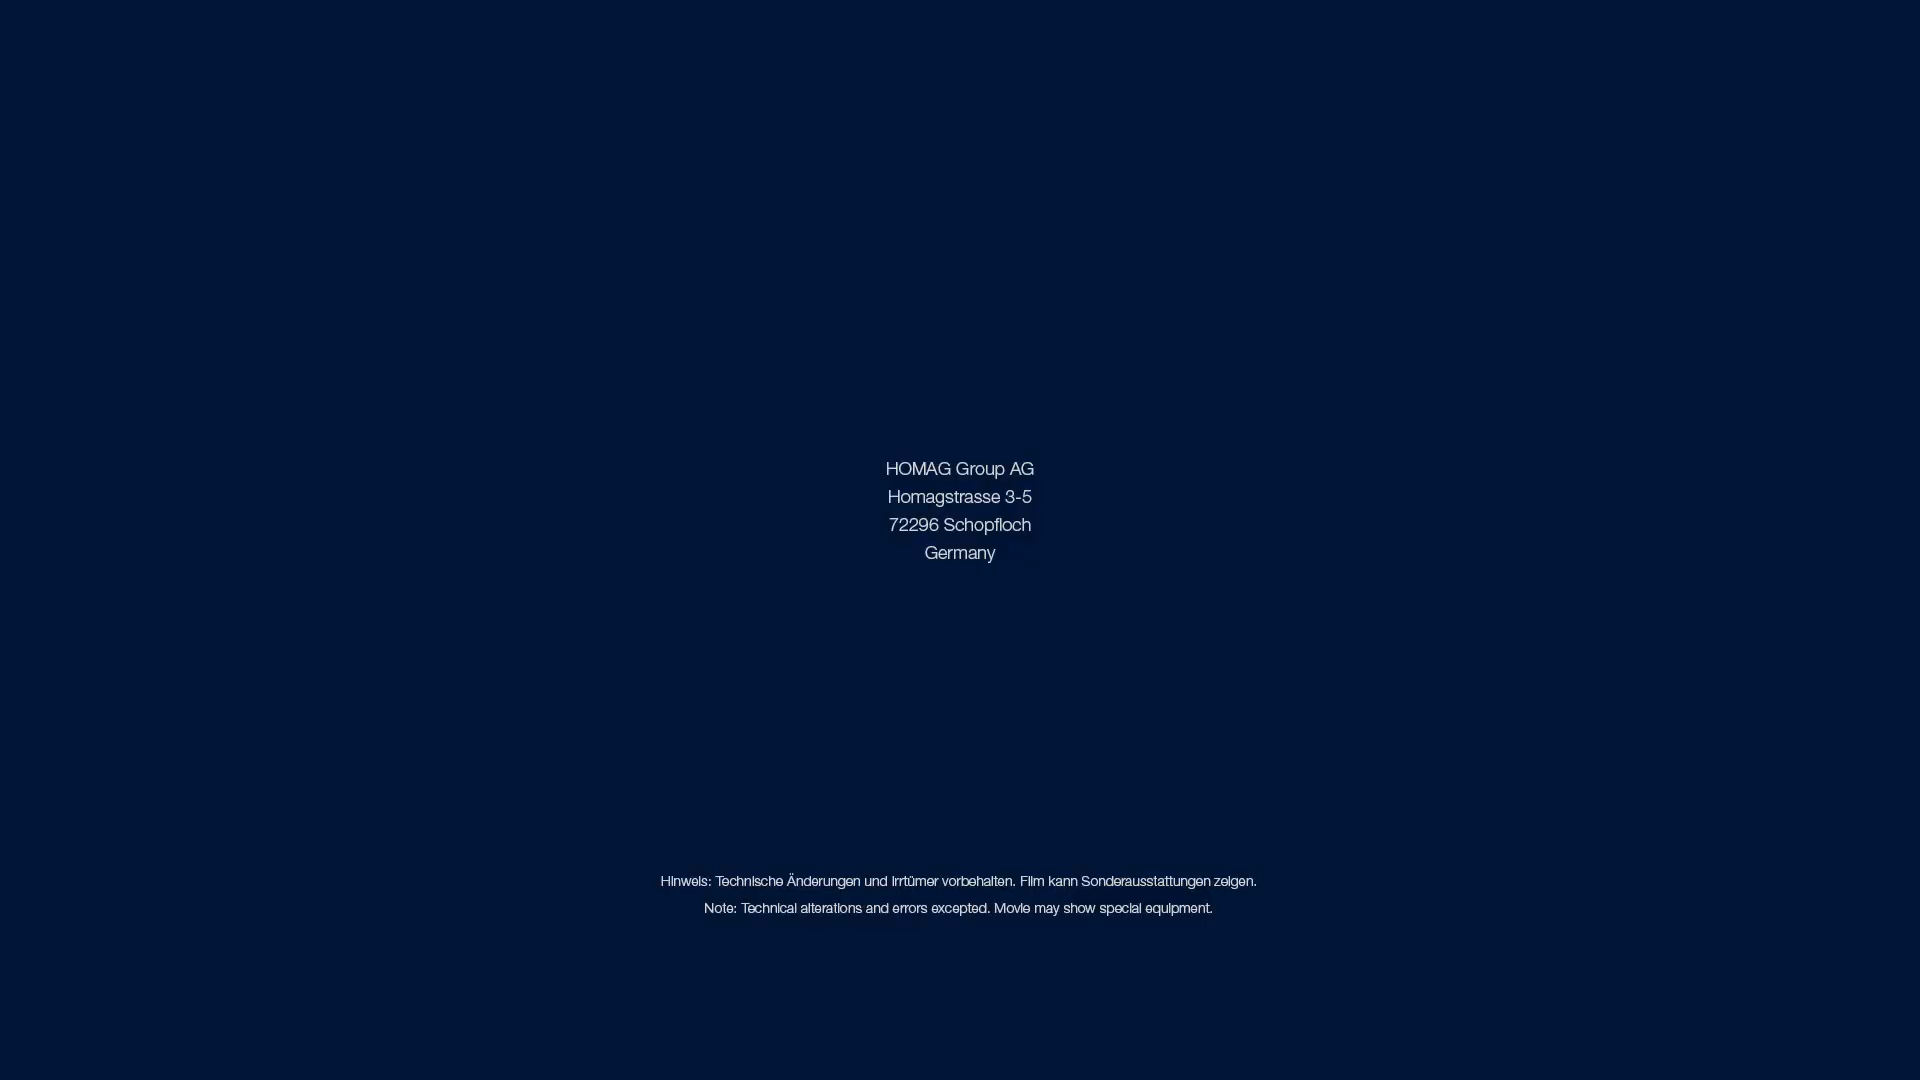 HOMAG Group AG
Homagstrasse 3-5
72296 Schopfloch
Germany
Hinweis: Technische Änderungen und Irrtümer vorbehalten. Film kann Sonderausstattungen zeigen.
Note: Technical alterations and errors excepted. Movie may show special equipment.